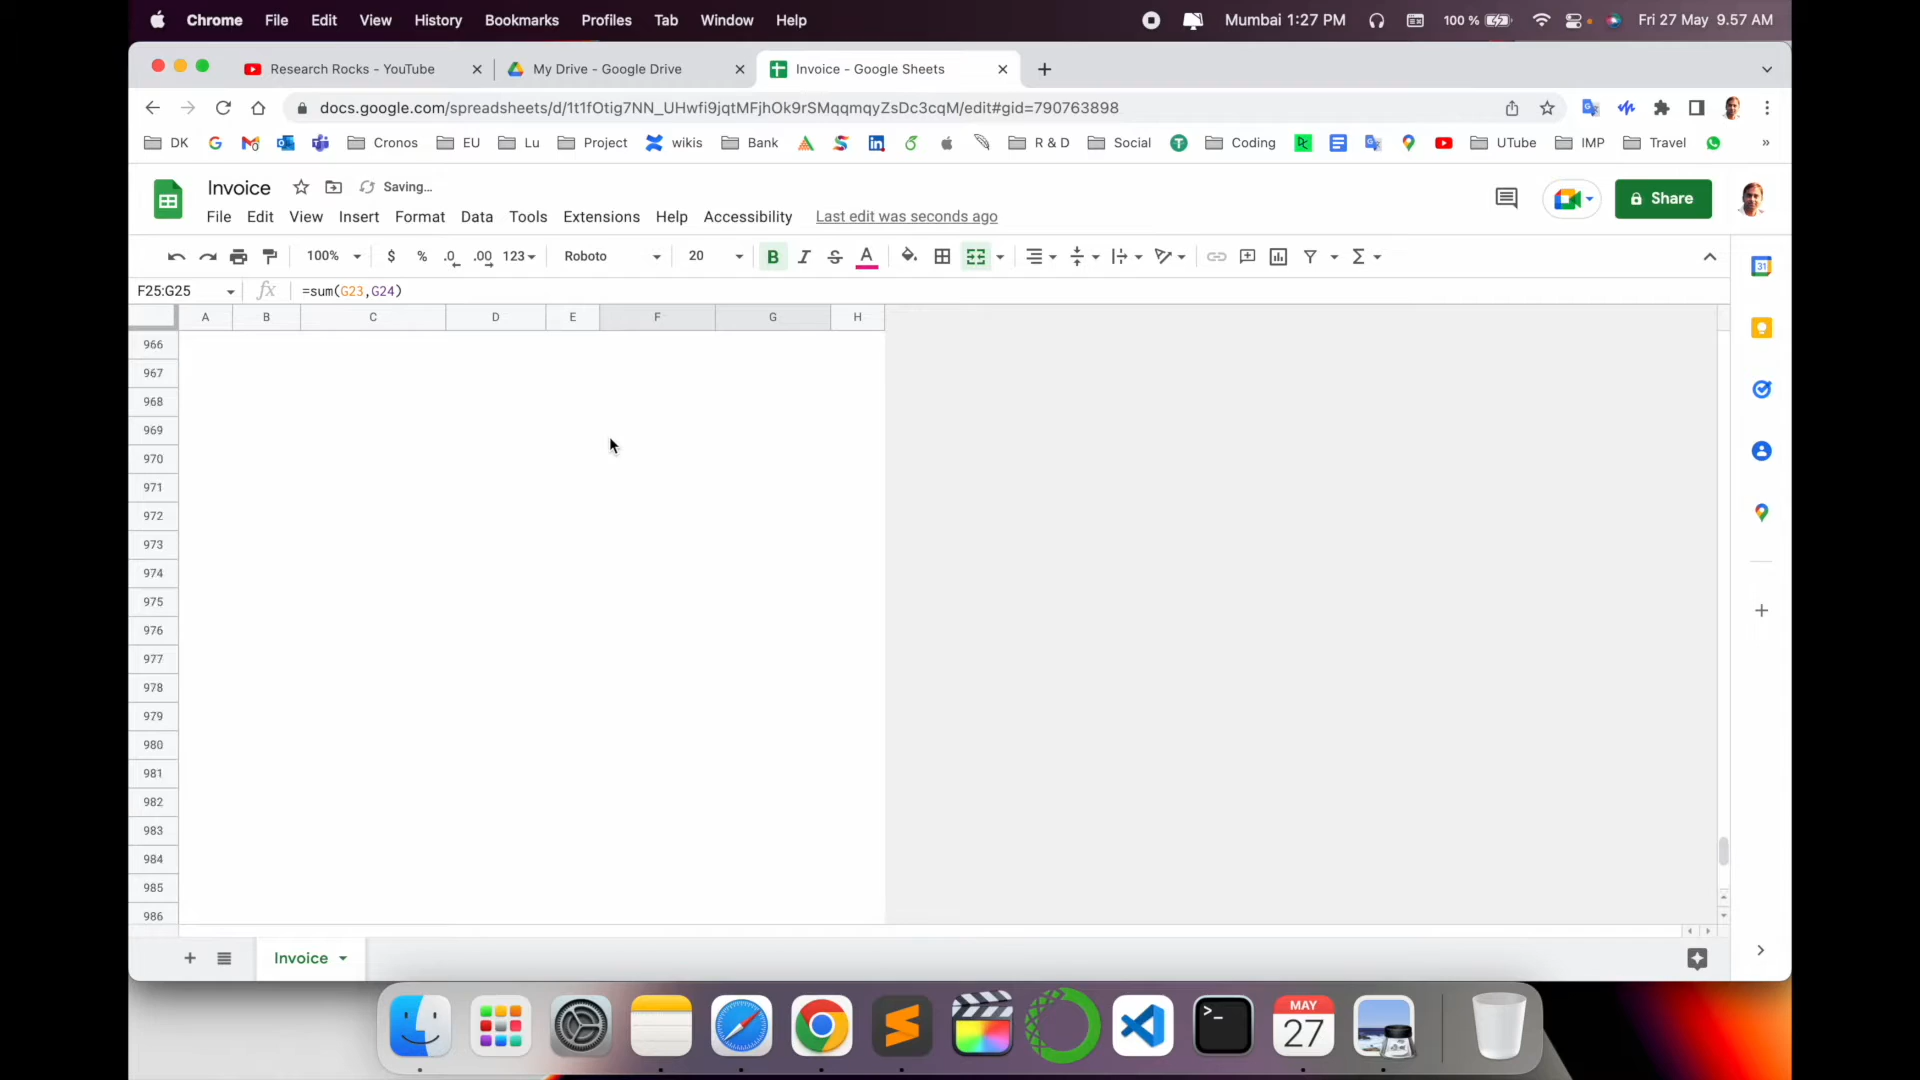 Chrome File Edit View History Bookmarks Profiles Tab Window Help Mumbai 1:27 PM 100 % Fri 27 May 9.57 AM
Research Rocks - YouTube My Drive - Google Drive Invoice - Google Sheets
docs.google.com/spreadsheets/d/1t1fOtig7NN_UHwfi9jqtMFjhOk9rSMqqmqyZsDc3cqM/edit#gid=790763898
DK Cronos EU Lu Project wikis Bank R & D Social Coding UTube IMP Travel »
Invoice Saving...
File Edit View Insert Format Data Tools Extensions Help Accessibility Last edit was seconds ago
Share
100% $ % .0 .00 123 Roboto 20 B I S A Σ
F25:G25 fx =sum(G23,G24)
A B C D E F G H
966
967
968
969
970
971
972
973
974
975
976
977
978
979
980
981
982
983
984
985
986
31
Invoice
MAY
27